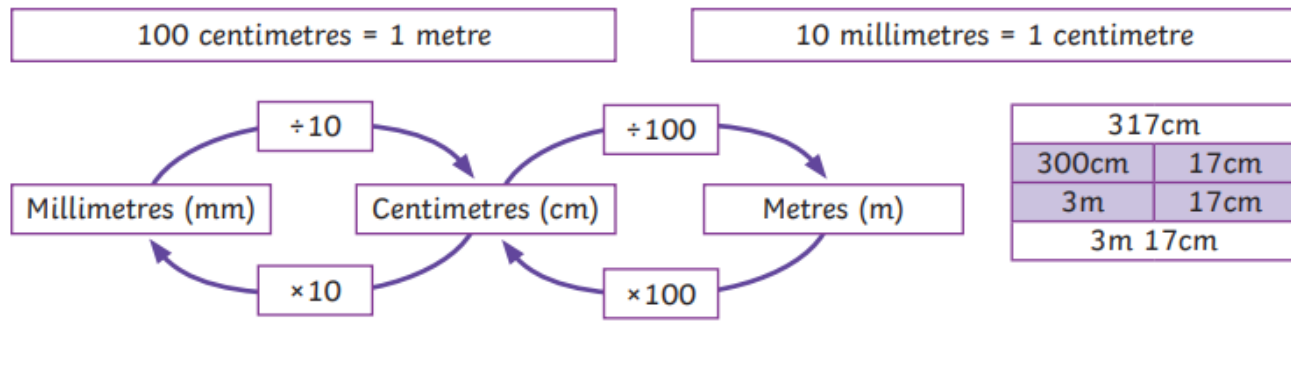 100 centimetres = 1 metre
10 millimetres = 1 centimetre
÷10
÷100
Millimetres (mm)
Centimetres (cm)
Metres (m)
×10
×100
317cm
300cm 17cm
3m 17cm
3m 17cm